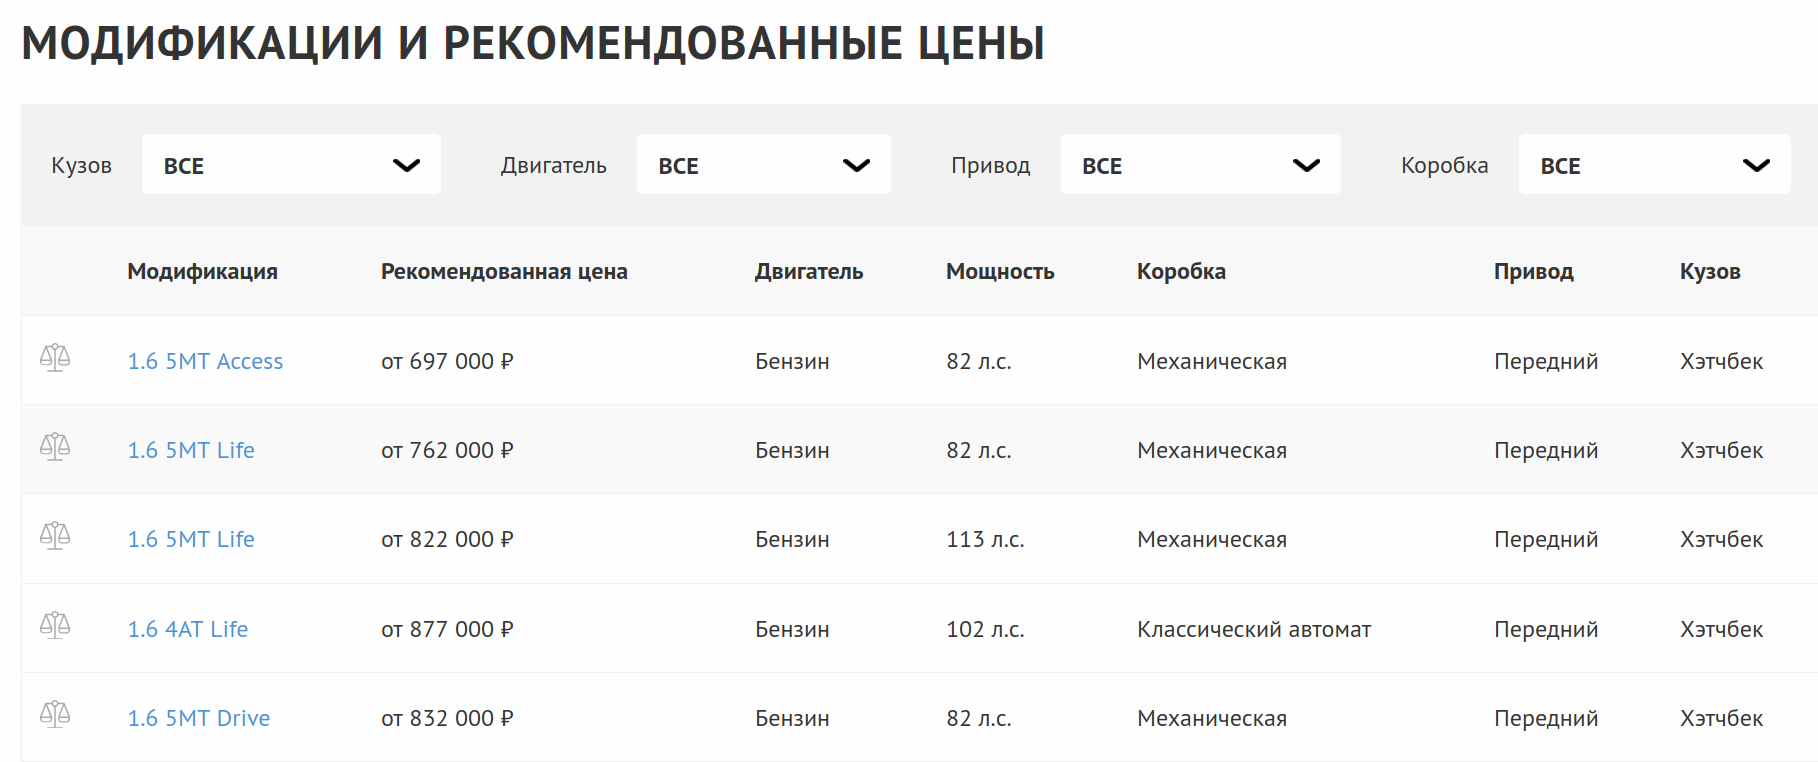 МОДИФИКАЦИИ И РЕКОМЕНДОВАННЫЕ ЦЕНЫ
Кузов ВСЕ Двигатель ВСЕ Привод ВСЕ Коробка ВСЕ
Модификация Рекомендованная цена Двигатель Мощность Коробка Привод Кузов
1.6 5MT Access от 697 000 ₽ Бензин 82 л.с. Механическая Передний Хэтчбек
1.6 5MT Life от 762 000 ₽ Бензин 82 л.с. Механическая Передний Хэтчбек
1.6 5MT Life от 822 000 ₽ Бензин 113 л.с. Механическая Передний Хэтчбек
1.6 4AT Life от 877 000 ₽ Бензин 102 л.с. Классический автомат Передний Хэтчбек
1.6 5MT Drive от 832 000 ₽ Бензин 82 л.с. Механическая Передний Хэтчбек